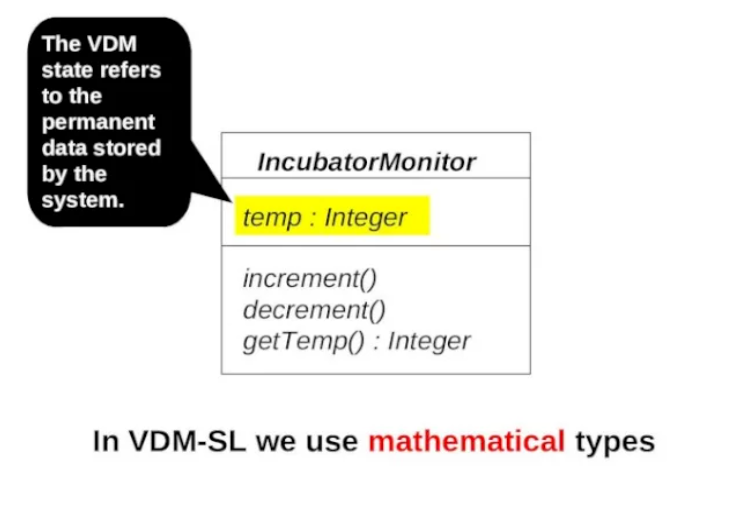 The VDM
state refers
to the
permanent
data stored
by the
system.
IncubatorMonitor
temp : Integer
increment()
decrement()
getTemp() : Integer
In VDM-SL we use mathematical types